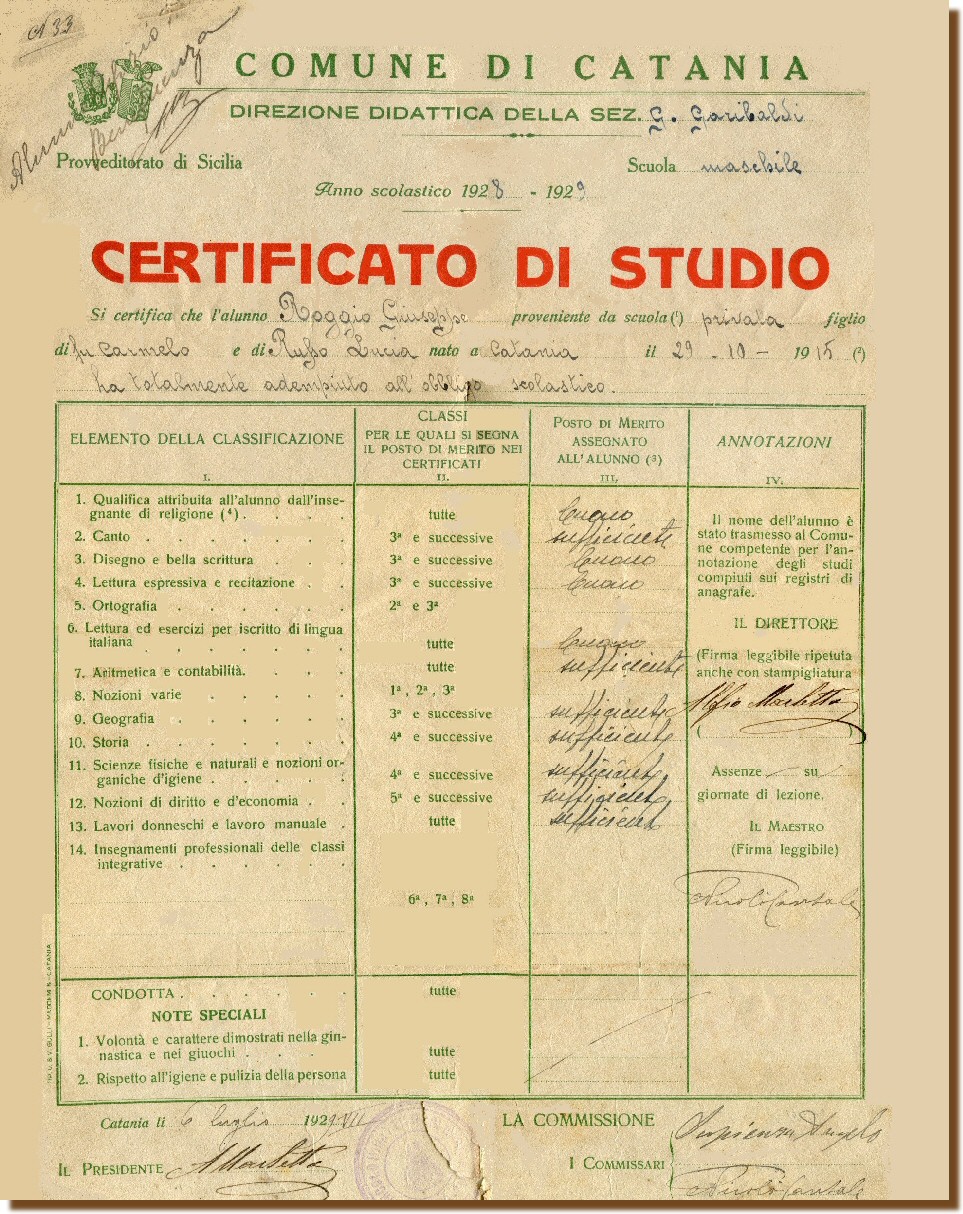 N 33
COMUNE DI CATANIA
DIREZIONE DIDATTICA DELLA SEZ. G. Garibaldi
Provveditorato di Sicilia
Scuola maschile
Anno scolastico 1928 - 1929
CERTIFICATO DI STUDIO
Si certifica che l'alunno Roggio Giuseppe proveniente da scuola (¹) privata figlio
di fu Carmelo e di Russo Lucia nato a Catania il 29 - 10 - 1915 (²)
ha totalmente adempiuto all'obbligo scolastico.
ELEMENTO DELLA CLASSIFICAZIONE
I.
CLASSI
PER LE QUALI SI SEGNA
IL POSTO DI MERITO NEI
CERTIFICATI
II.
POSTO DI MERITO
ASSEGNATO
ALL'ALUNNO (³)
III.
ANNOTAZIONI
IV.
1. Qualifica attribuita all'alunno dall'inse-
gnante di religione (⁴) . . . . tutte buono
2. Canto . . . . . . 3ª e successive sufficiente
3. Disegno e bella scrittura . . . 3ª e successive buono
4. Lettura espressiva e recitazione . . . 3ª e successive buono
5. Ortografia . . . . . . 2ª e 3ª
6. Lettura ed esercizi per iscritto di lingua
italiana . . . . . . tutte buono
7. Aritmetica e contabilità. . . . tutte sufficiente
8. Nozioni varie . . . . . 1ª, 2ª, 3ª
9. Geografia . . . . . . 3ª e successive sufficiente
10. Storia . . . . . . . 4ª e successive sufficiente
11. Scienze fisiche e naturali e nozioni or-
ganiche d'igiene . . . . . 4ª e successive sufficiente
12. Nozioni di diritto e d'economia . . 5ª e successive sufficiente
13. Lavori donneschi e lavoro manuale . tutte sufficiente
14. Insegnamenti professionali delle classi
integrative . . . . . .
6ª, 7ª, 8ª
Il nome dell'alunno è
stato trasmesso al Comu-
ne competente per l'an-
notazione degli studi
compiuti sui registri di
anagrafe.
IL DIRETTORE
(Firma leggibile ripetuta
anche con stampigliatura
Assenze su
giornate di lezione.
IL MAESTRO
(Firma leggibile)
CONDOTTA . . . . . . tutte
NOTE SPECIALI
1. Volontà e carattere dimostrati nella gin-
nastica e nei giuochi . . . tutte
2. Rispetto all'igiene e pulizia della persona tutte
Catania li 6 luglio 1929 VII
LA COMMISSIONE
IL PRESIDENTE
I COMMISSARI